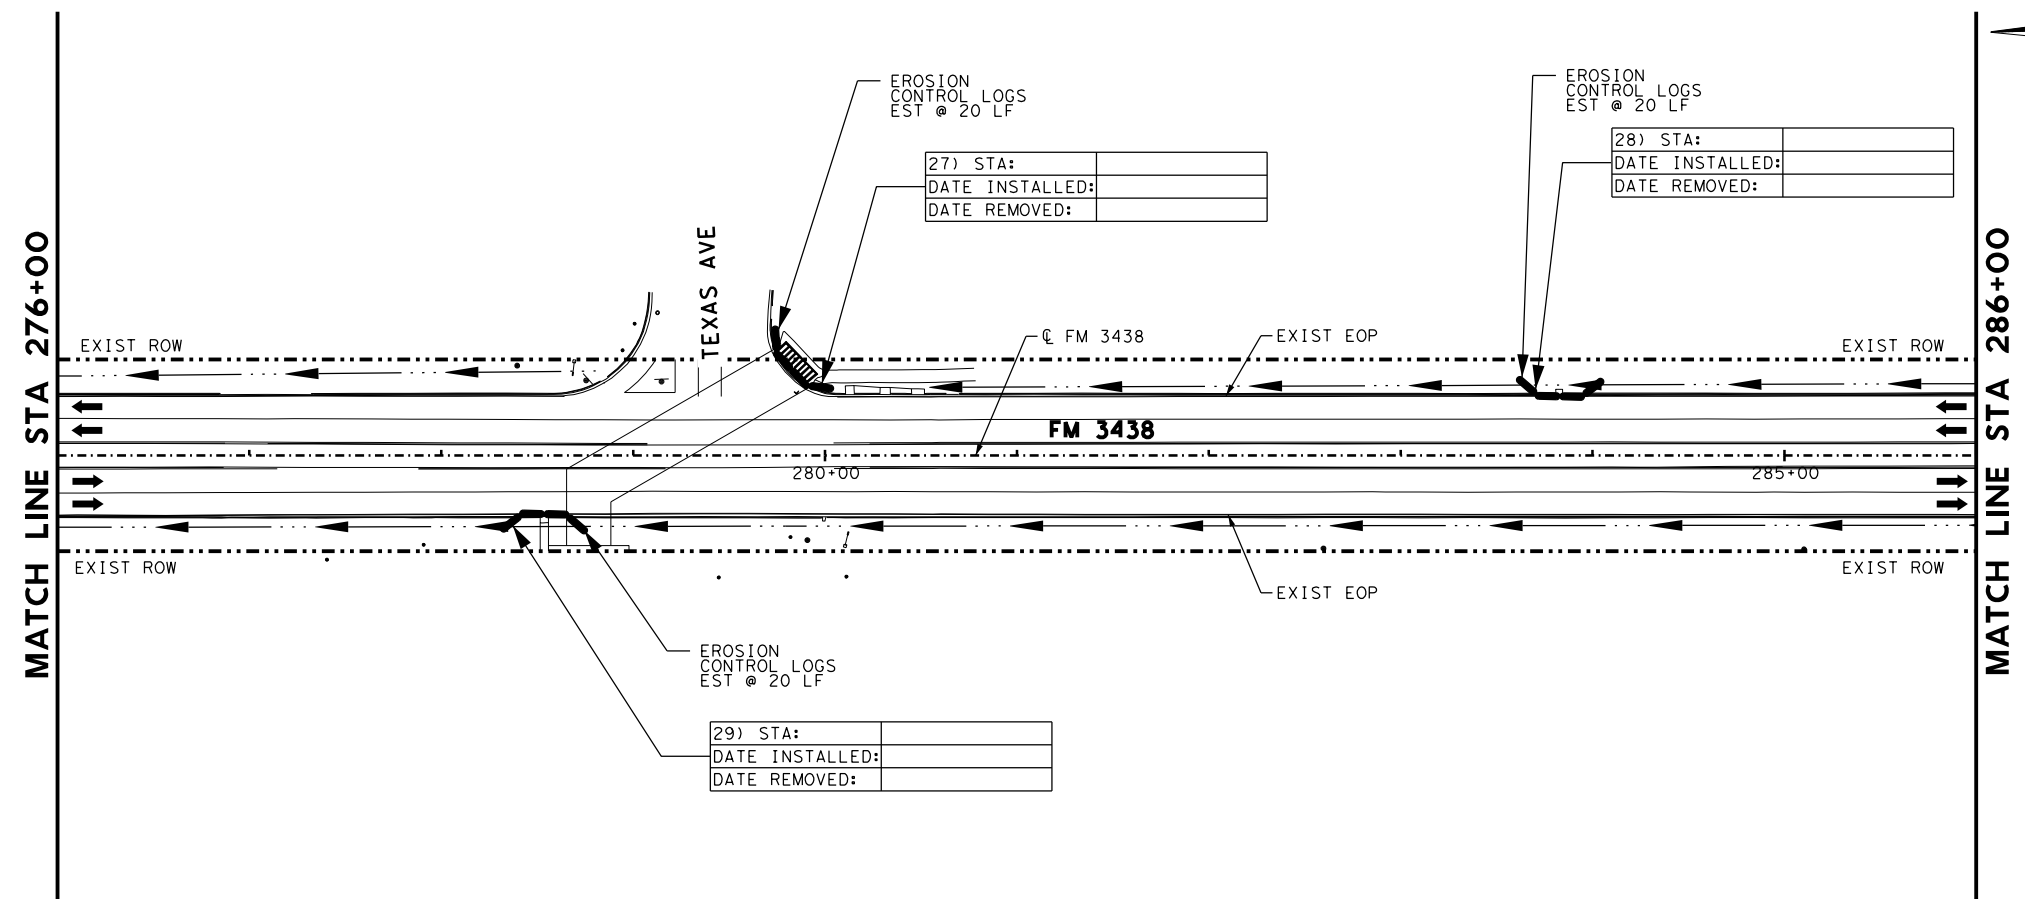 EROSION
CONTROL LOGS
EST @ 20 LF
EROSION
CONTROL LOGS
EST @ 20 LF
27) STA:
DATE INSTALLED:
DATE REMOVED:
28) STA:
DATE INSTALLED:
DATE REMOVED:
MATCH LINE STA 276+00
TEXAS AVE
MATCH LINE STA 286+00
EXIST ROW
℄ FM 3438
EXIST EOP
EXIST ROW
FM 3438
280+00
285+00
EXIST ROW
EXIST ROW
EXIST EOP
EROSION
CONTROL LOGS
EST @ 20 LF
29) STA:
DATE INSTALLED:
DATE REMOVED: